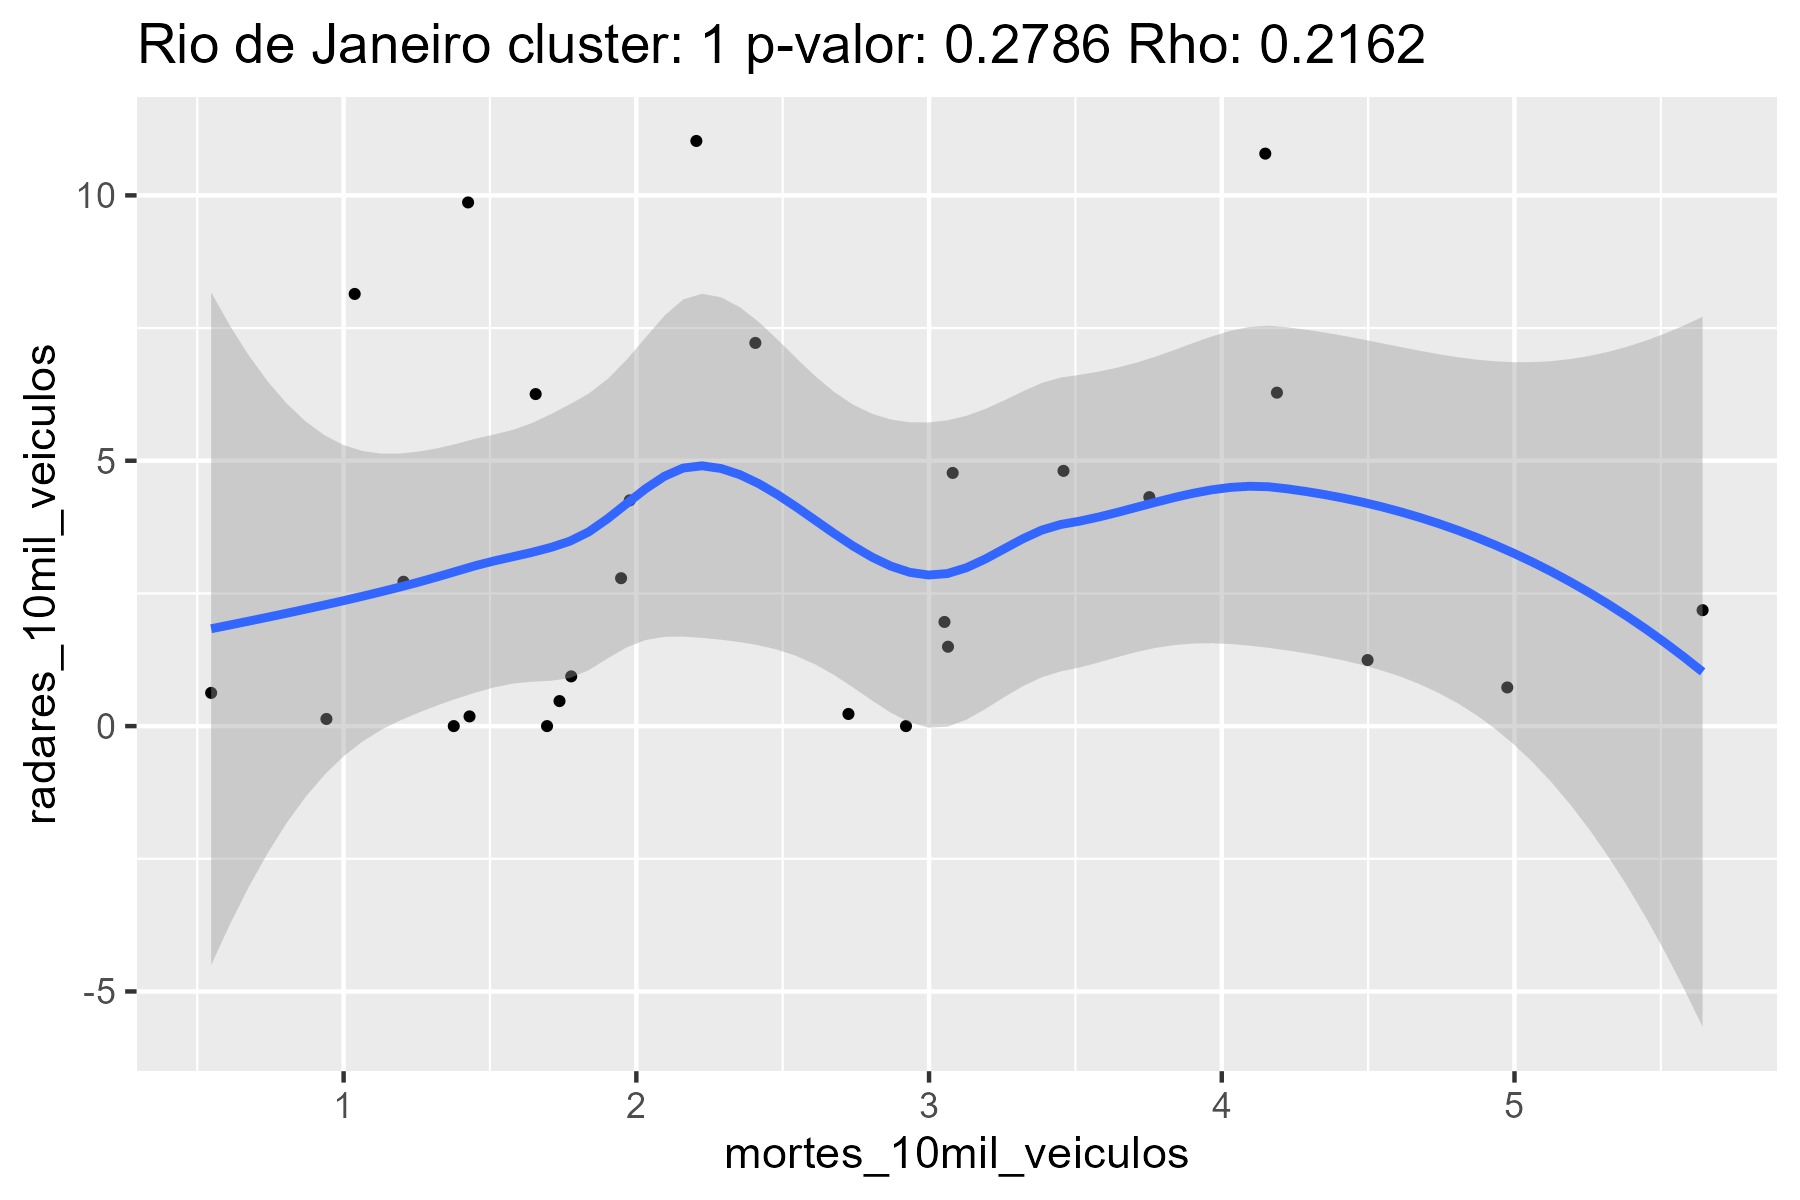 Rio de Janeiro cluster: 1 p-valor: 0.2786 Rho: 0.2162
radares_10mil_veiculos
10
5
0
-5
1 2 3 4 5
mortes_10mil_veiculos